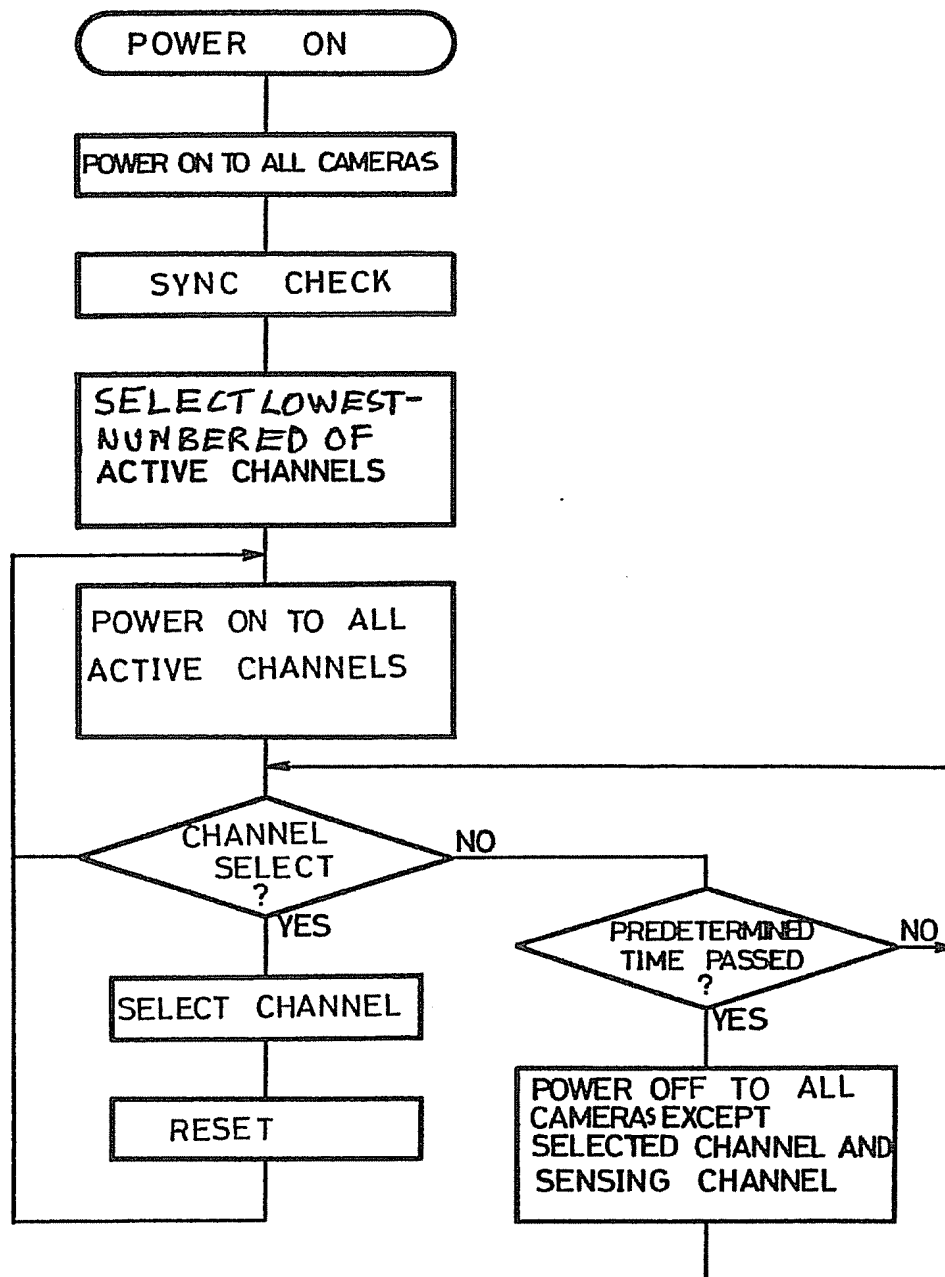 POWER ON
POWER ON TO ALL CAMERAS
SYNC CHECK
SELECT LOWEST-
NUMBERED OF
ACTIVE CHANNELS
POWER ON TO ALL
ACTIVE CHANNELS
CHANNEL
SELECT
?
NO
YES
PREDETERMINED
TIME PASSED
?
NO
YES
SELECT CHANNEL
RESET
POWER OFF TO ALL
CAMERAS EXCEPT
SELECTED CHANNEL AND
SENSING CHANNEL